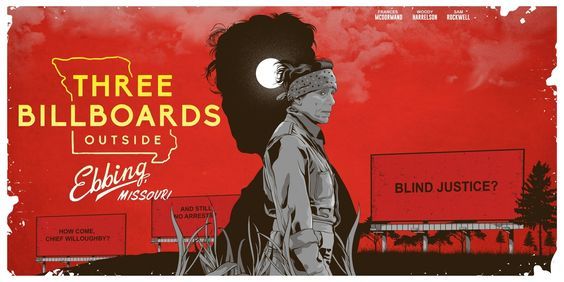 FRANCES
McDORMAND
WOODY
HARRELSON
SAM
ROCKWELL
THREE
BILLBOARDS
OUTSIDE
Ebbing,
MISSOURI
HOW COME,
CHIEF WILLOUGHBY?
AND STILL
NO ARRESTS
BLIND JUSTICE?